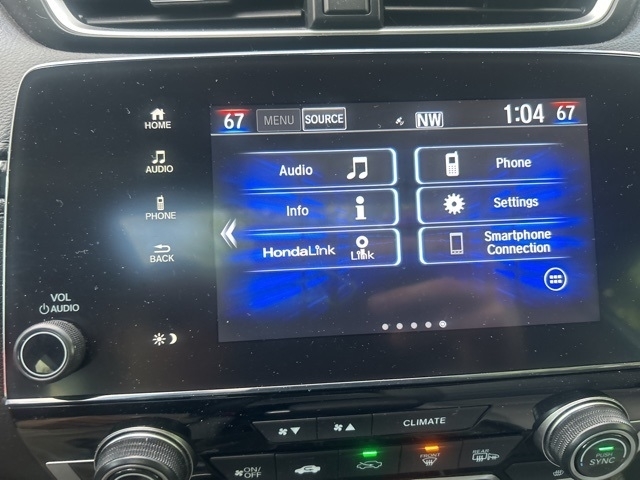 67 MENU SOURCE NW 1:04 67
HOME
AUDIO
PHONE
BACK
Audio
Phone
Info
Settings
HondaLink Link
Smartphone
Connection
VOL
AUDIO
CLIMATE
ON/
OFF
FRONT
REAR
PUSH
SYNC